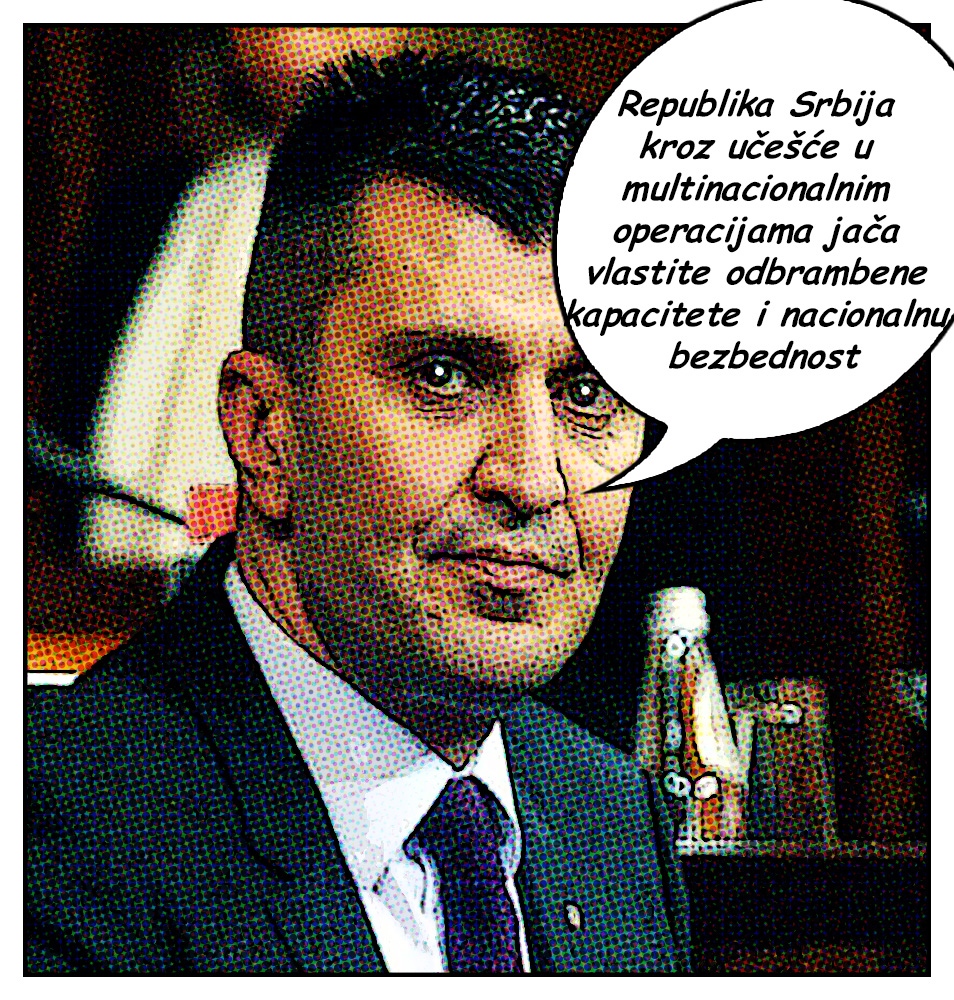 Republika Srbija
kroz učešće u
multinacionalnim
operacijama jača
vlastite odbrambene
kapacitete i nacionalnu
bezbednost